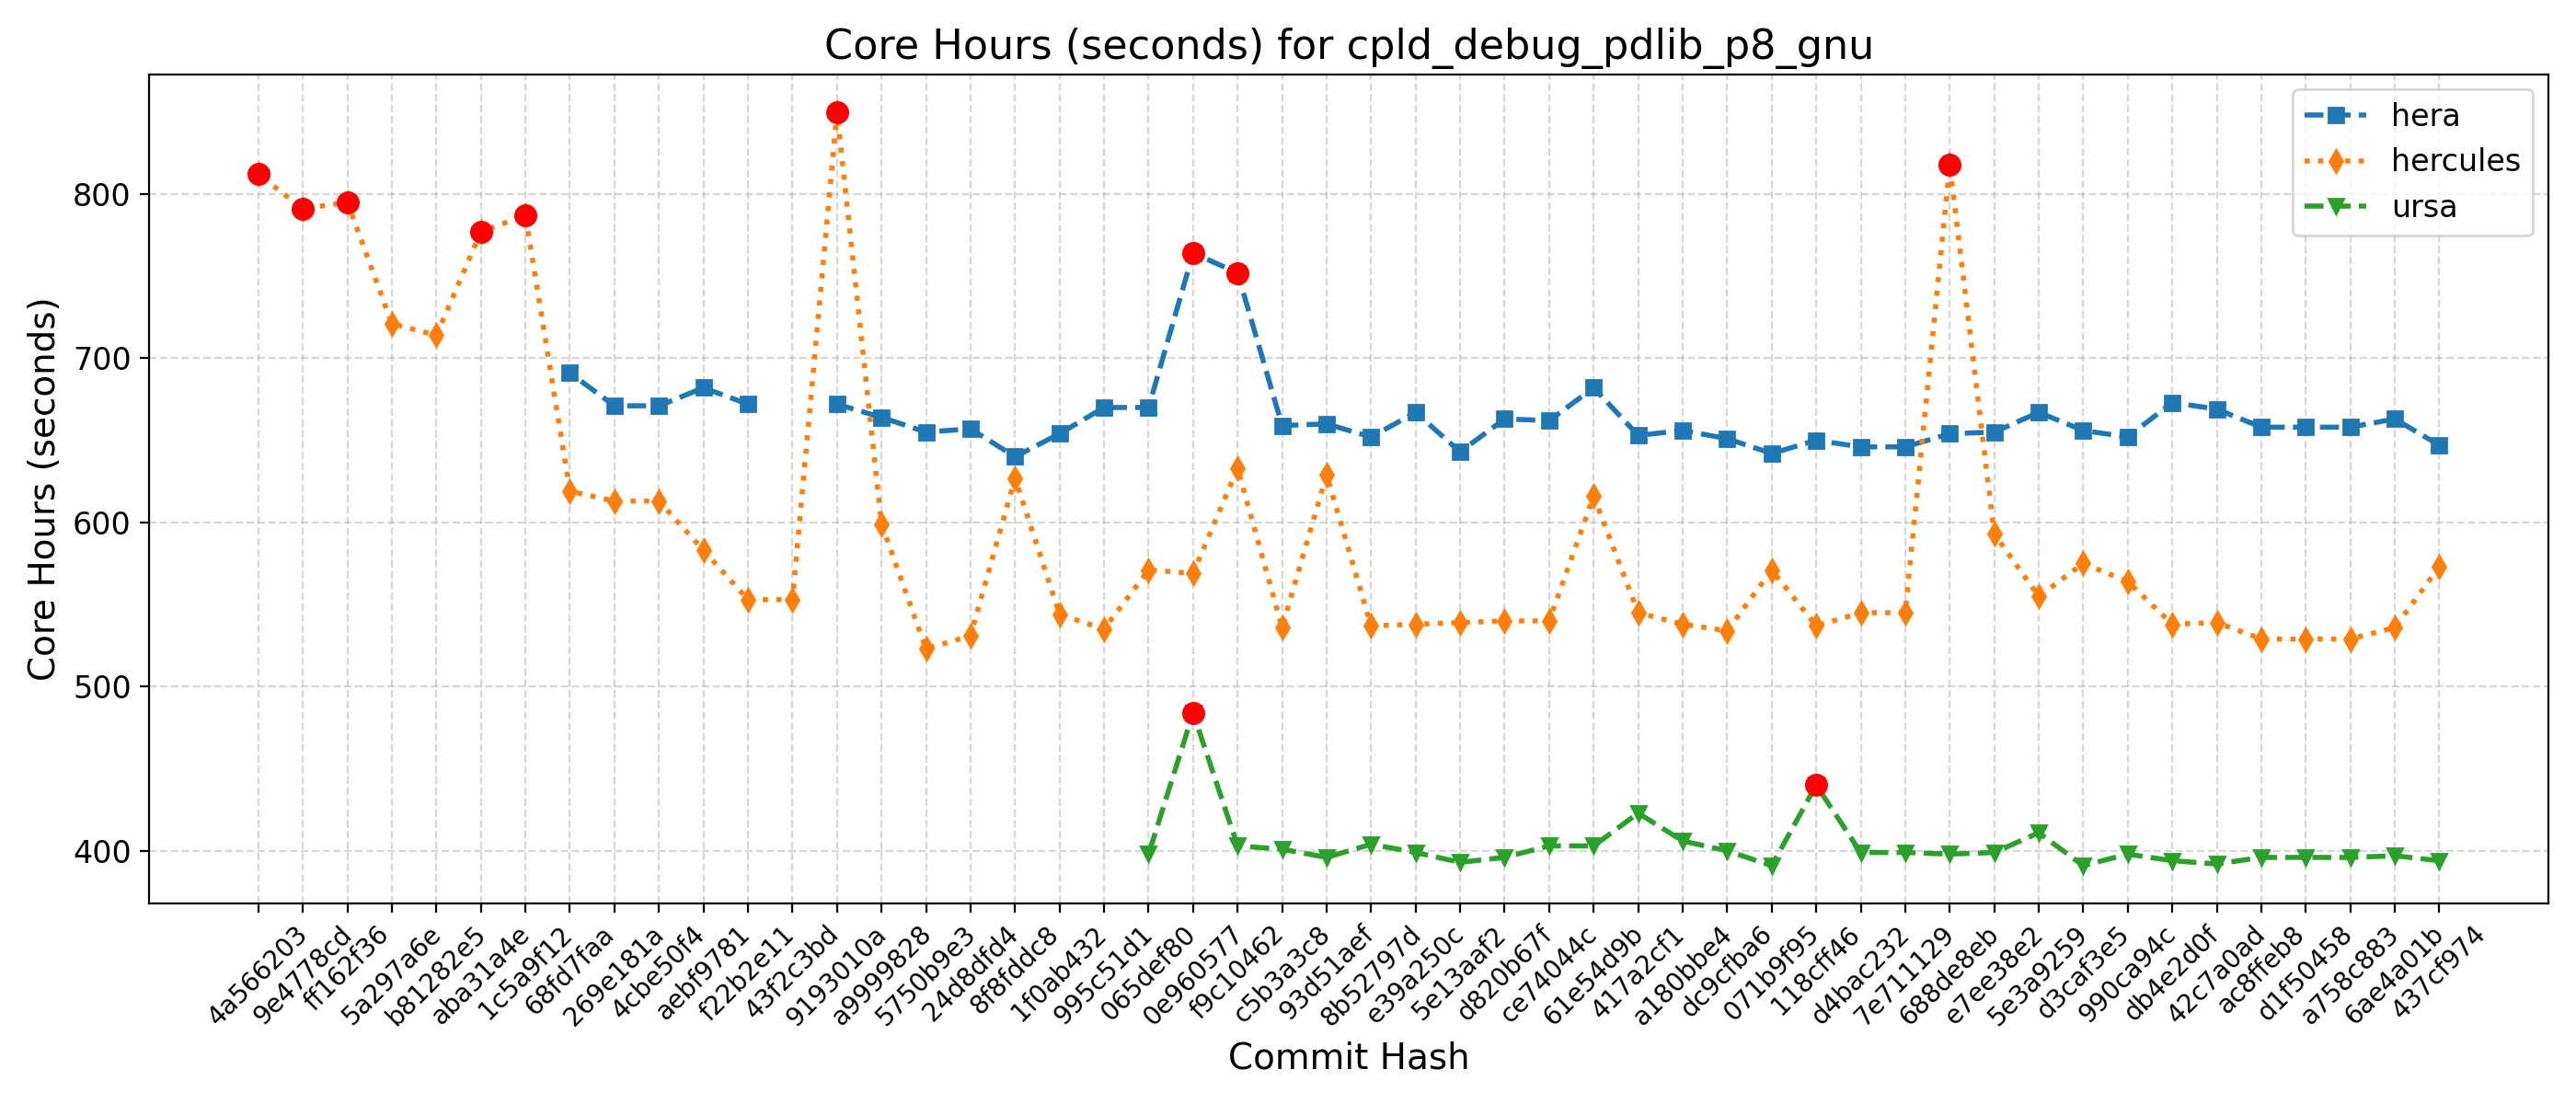 Core Hours (seconds) for cpld_debug_pdlib_p8_gnu
hera
hercules
ursa
Core Hours (seconds)
800
700
600
500
400
4a566203
9e4778cd
ff162f36
5a297a6e
b81282e5
aba31a4e
1c5a9f12
68fd7faa
269e181a
4cbe50f4
aebf9781
f22b2e11
43f2c3bd
9193010a
a9999828
5750b9e3
24d8dfd4
8f8fddc8
1f0ab432
995c51d1
065def80
0e960577
f9c10462
c5b3a3c8
93d51aef
8b52797d
e39a250c
5e13aaf2
d820b67f
ce74044c
61e54d9b
417a2cf1
a180bbe4
dc9cfba6
071b9f95
118cff46
d4bac232
7e711129
688de8eb
e7ee38e2
5e3a9259
d3caf3e5
990ca94c
db4e2d0f
42c7a0ad
ac8ffeb8
d1f50458
a758c883
6ae4a01b
437cf974
Commit Hash